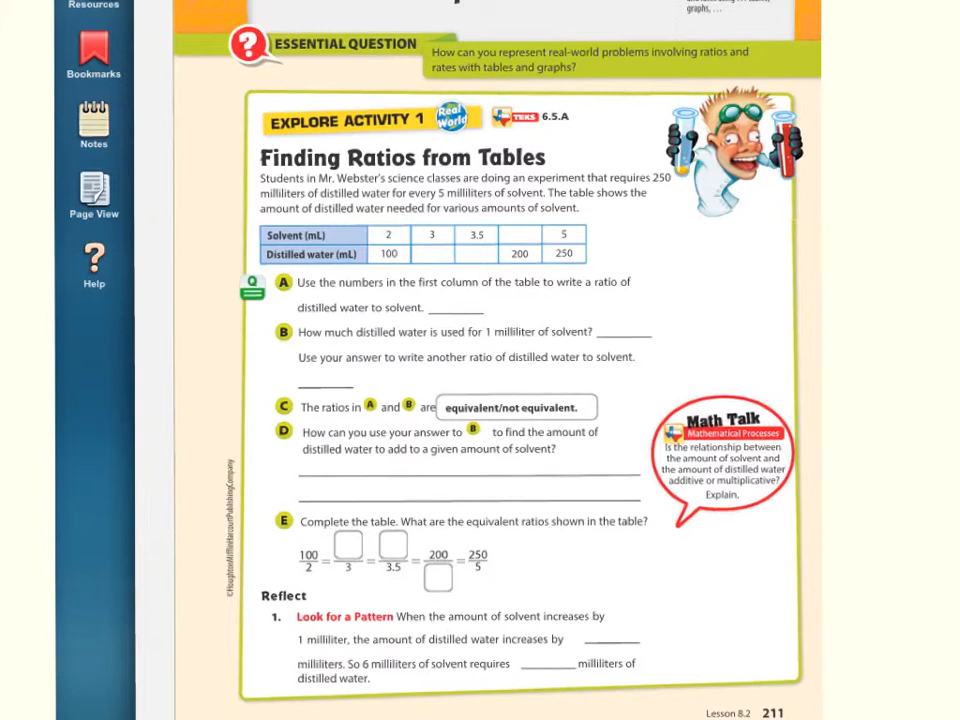 Resources
Bookmarks
Notes
Page View
Help
graphs, ...
?
ESSENTIAL QUESTION
How can you represent real-world problems involving ratios and
rates with tables and graphs?
EXPLORE ACTIVITY 1
Real
World
TEKS 6.5.A
Finding Ratios from Tables
Students in Mr. Webster's science classes are doing an experiment that requires 250
milliliters of distilled water for every 5 milliliters of solvent. The table shows the
amount of distilled water needed for various amounts of solvent.
Solvent (mL) 2 3 3.5 5
Distilled water (mL) 100 200 250
Q
A Use the numbers in the first column of the table to write a ratio of
distilled water to solvent. ________
B How much distilled water is used for 1 milliliter of solvent? ________
Use your answer to write another ratio of distilled water to solvent.
________
C The ratios in A and B are equivalent/not equivalent.
D How can you use your answer to B to find the amount of
distilled water to add to a given amount of solvent?
E Complete the table. What are the equivalent ratios shown in the table?
100/2 = □/3 = □/3.5 = 200/□ = 250/5
Math Talk
Mathematical Processes
Is the relationship between
the amount of solvent and
the amount of distilled water
additive or multiplicative?
Explain.
Reflect
1. Look for a Pattern When the amount of solvent increases by
1 milliliter, the amount of distilled water increases by ________
milliliters. So 6 milliliters of solvent requires ________ milliliters of
distilled water.
©HoughtonMifflinHarcourtPublishingCompany
Lesson 8.2 211